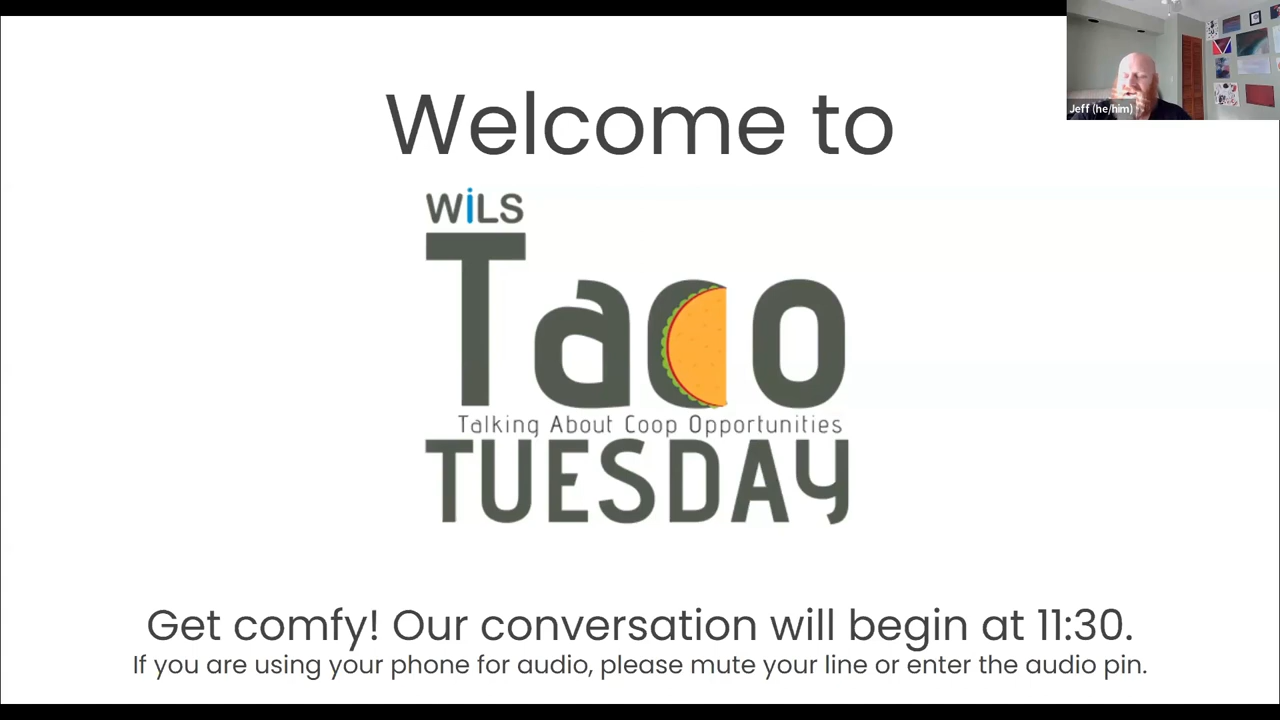 Welcome to
Jeff (he/him)
WiLS
Taco
Talking About Coop Opportunities
TUESDAY
Get comfy! Our conversation will begin at 11:30.
If you are using your phone for audio, please mute your line or enter the audio pin.